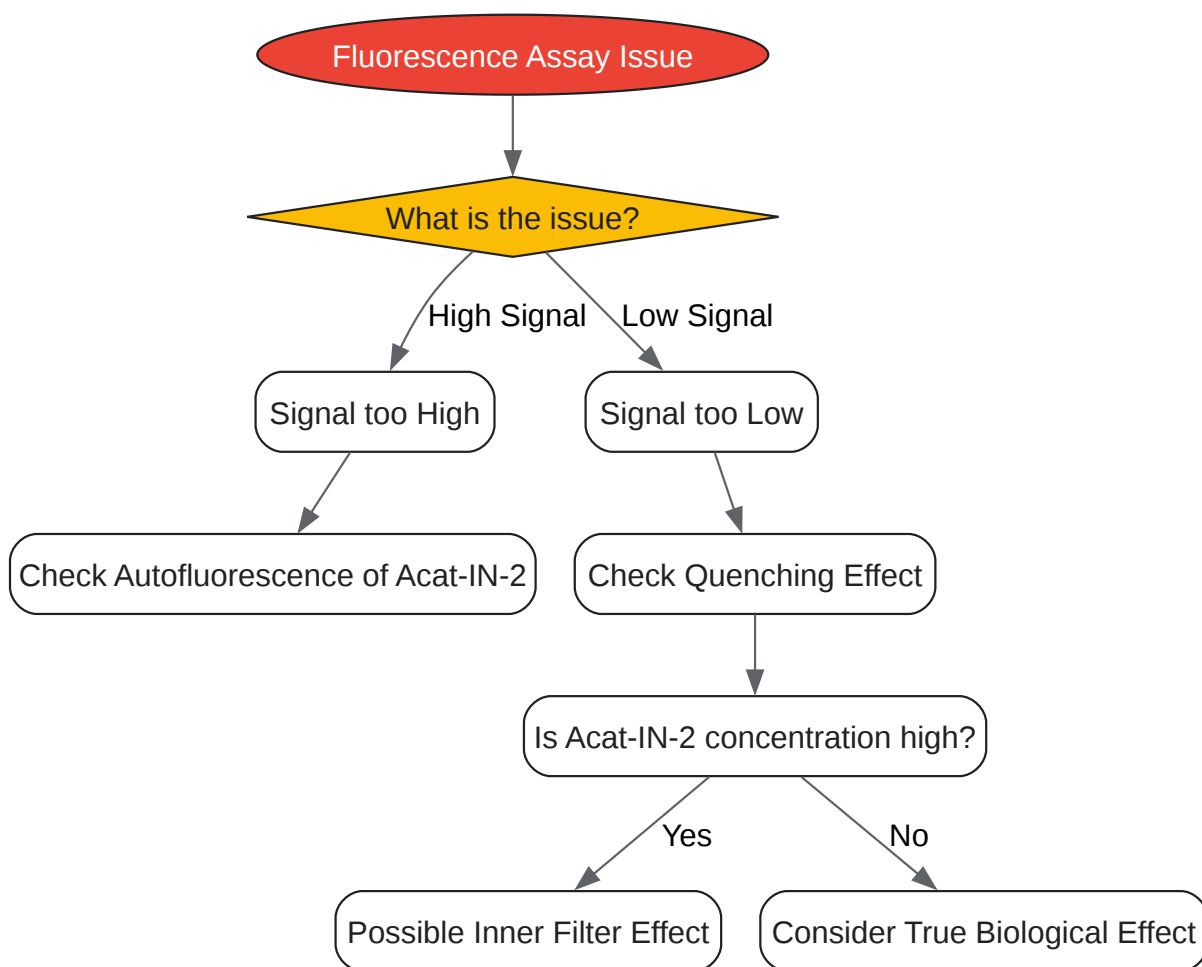 Fluorescence Assay Issue
What is the issue?
High Signal
Low Signal
Signal too High
Signal too Low
Check Autofluorescence of Acat-IN-2
Check Quenching Effect
Is Acat-IN-2 concentration high?
Yes
No
Possible Inner Filter Effect
Consider True Biological Effect